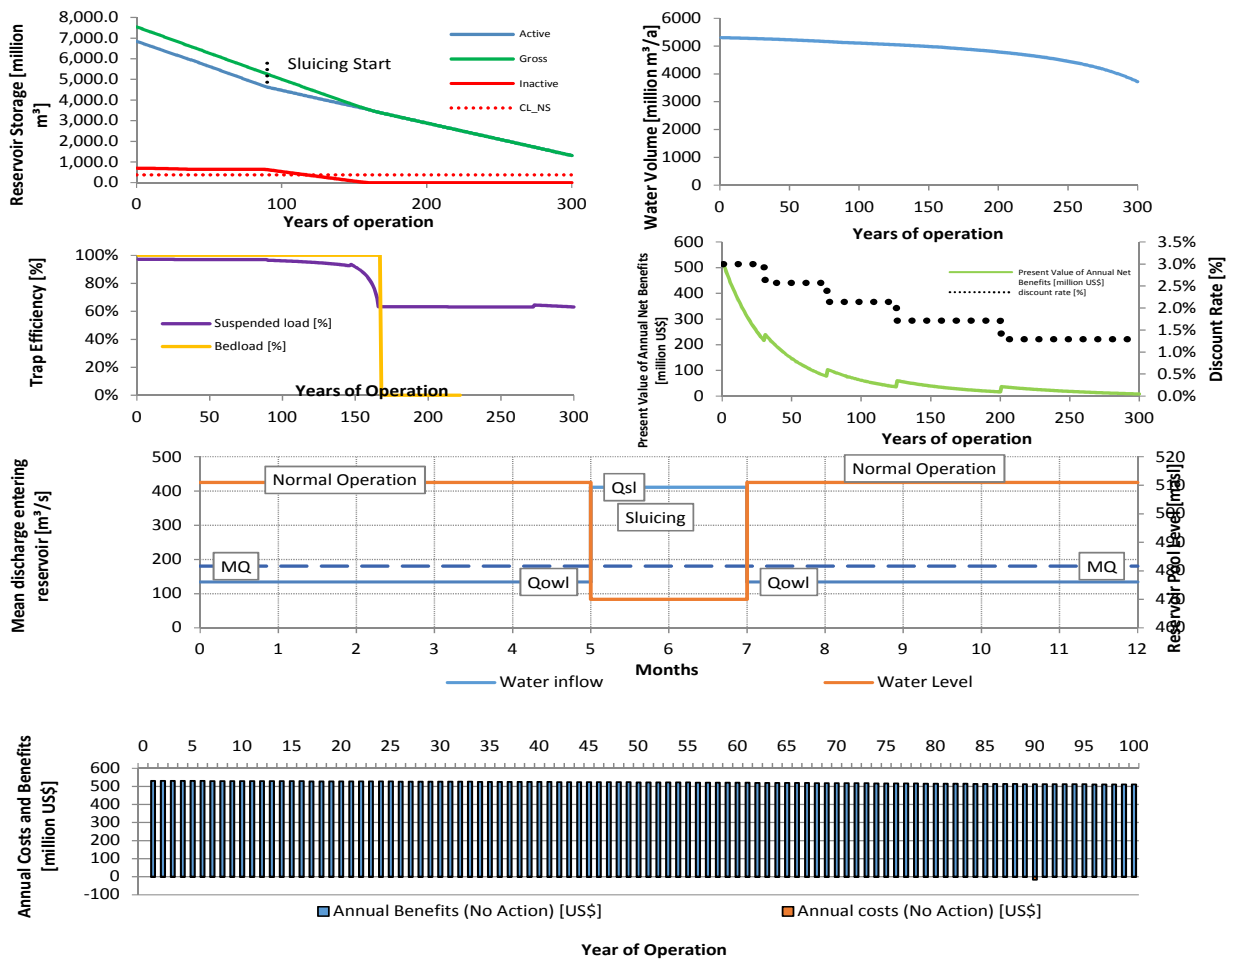 Reservoir Storage [million m³]
8,000.0
7,000.0
6,000.0
5,000.0
4,000.0
3,000.0
2,000.0
1,000.0
0.0
0 100 200 300
Years of operation
Sluicing Start
Active
Gross
Inactive
CL_NS
Water Volume [million m³/a]
6000
5000
4000
3000
2000
1000
0
0 50 100 150 200 250 300
Years of operation
Trap Efficiency [%]
100%
80%
60%
40%
20%
0%
Suspended load [%]
Bedload [%]
Years of Operation
0 50 100 150 200 250 300
Present Value of Annual Net Benefits
[million US$]
600
500
400
300
200
100
0
Present Value of Annual Net
Benefits [million US$]
discount rate [%]
3.5%
3.0%
2.5%
2.0%
1.5%
1.0%
0.5%
0.0%
Discount Rate [%]
0 50 100 150 200 250 300
Years of operation
Mean discharge entering
reservoir [m³/s]
500
400
300
200
100
0
Normal Operation
Qsl
Sluicing
Normal Operation
MQ
Qowl
Qowl
MQ
520
510
500
490
480
470
460
Reservoir Pool Level [masl]
0 1 2 3 4 5 6 7 8 9 10 11 12
Months
Water inflow
Water Level
Annual Costs and Benefits
[million US$]
0 5 10 15 20 25 30 35 40 45 50 55 60 65 70 75 80 85 90 95 100
600
500
400
300
200
100
0
-100
Annual Benefits (No Action) [US$]
Annual costs (No Action) [US$]
Year of Operation